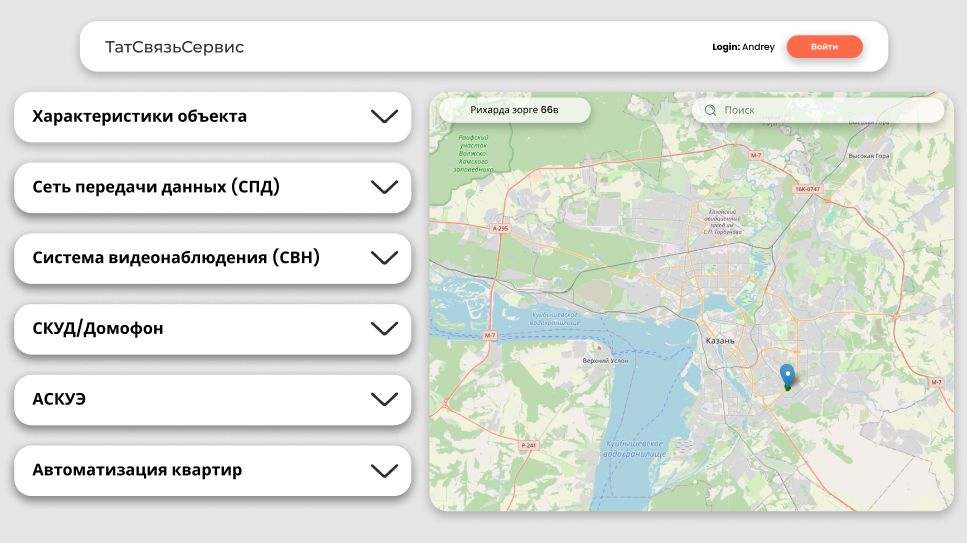 ТатСвязьСервис
Login: Andrey
Войти
Характеристики объекта
Сеть передачи данных (СПД)
Система видеонаблюдения (СВН)
СКУД/Домофон
АСКУЭ
Автоматизация квартир
Рихарда зорге 66в
Поиск
Высокая Гора
Раифский
участок
Волжско-
Камского
заповедника
М-7
Высокая Гора
16К-0747
А-295
Казанский
авиационный
завод им
С.П. Горбунова
Куйбышевское
водохранилище
М-7
Казань
Верхний Услон
М-7
Р-241
Куйбышевское
водохранилище